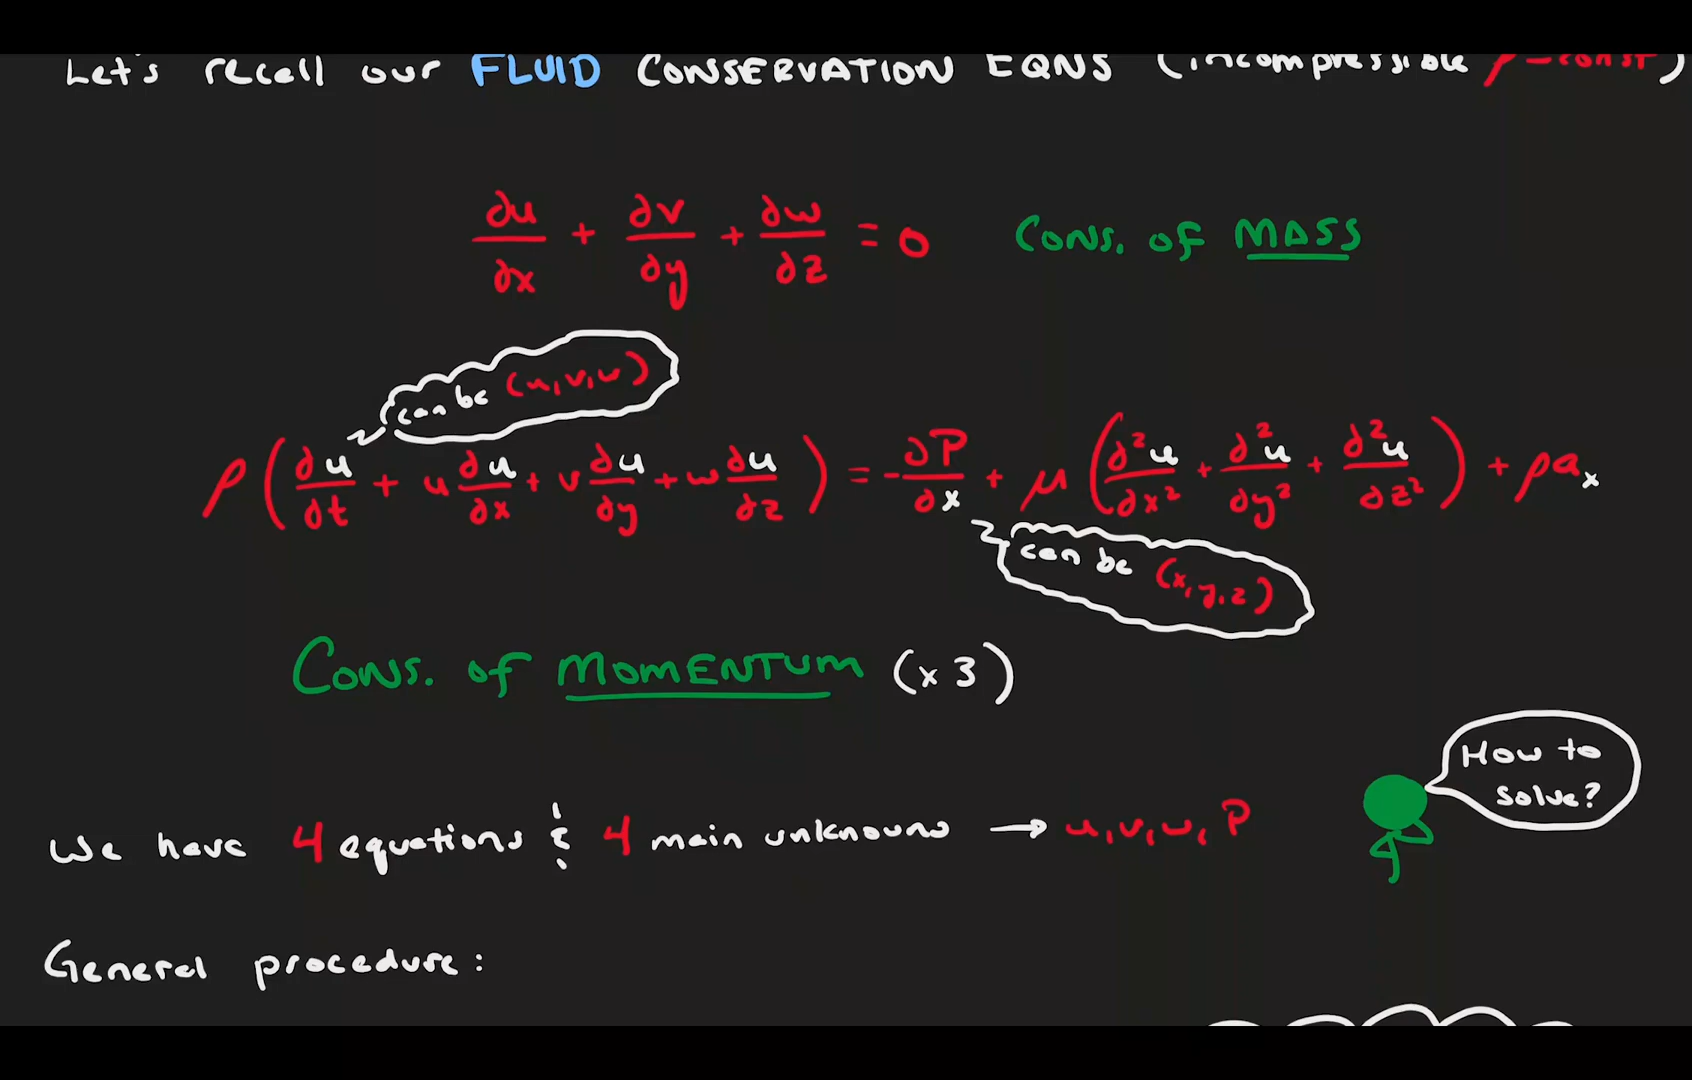 Let's recall our FLUID CONSERVATION EQNS (incompressible ρ-const)
∂u/∂x + ∂v/∂y + ∂w/∂z = 0 Cons. of MASS
can be (u,v,w)
ρ(∂u/∂t + u ∂u/∂x + v ∂u/∂y + w ∂u/∂z) = -∂P/∂x + μ(∂²u/∂x² + ∂²u/∂y² + ∂²u/∂z²) + ρaₓ
can be (x,y,z)
Cons. of MOMENTUM (x3)
How to
solve?
We have 4 equations & 4 main unknowns → u,v,w,P
General procedure: